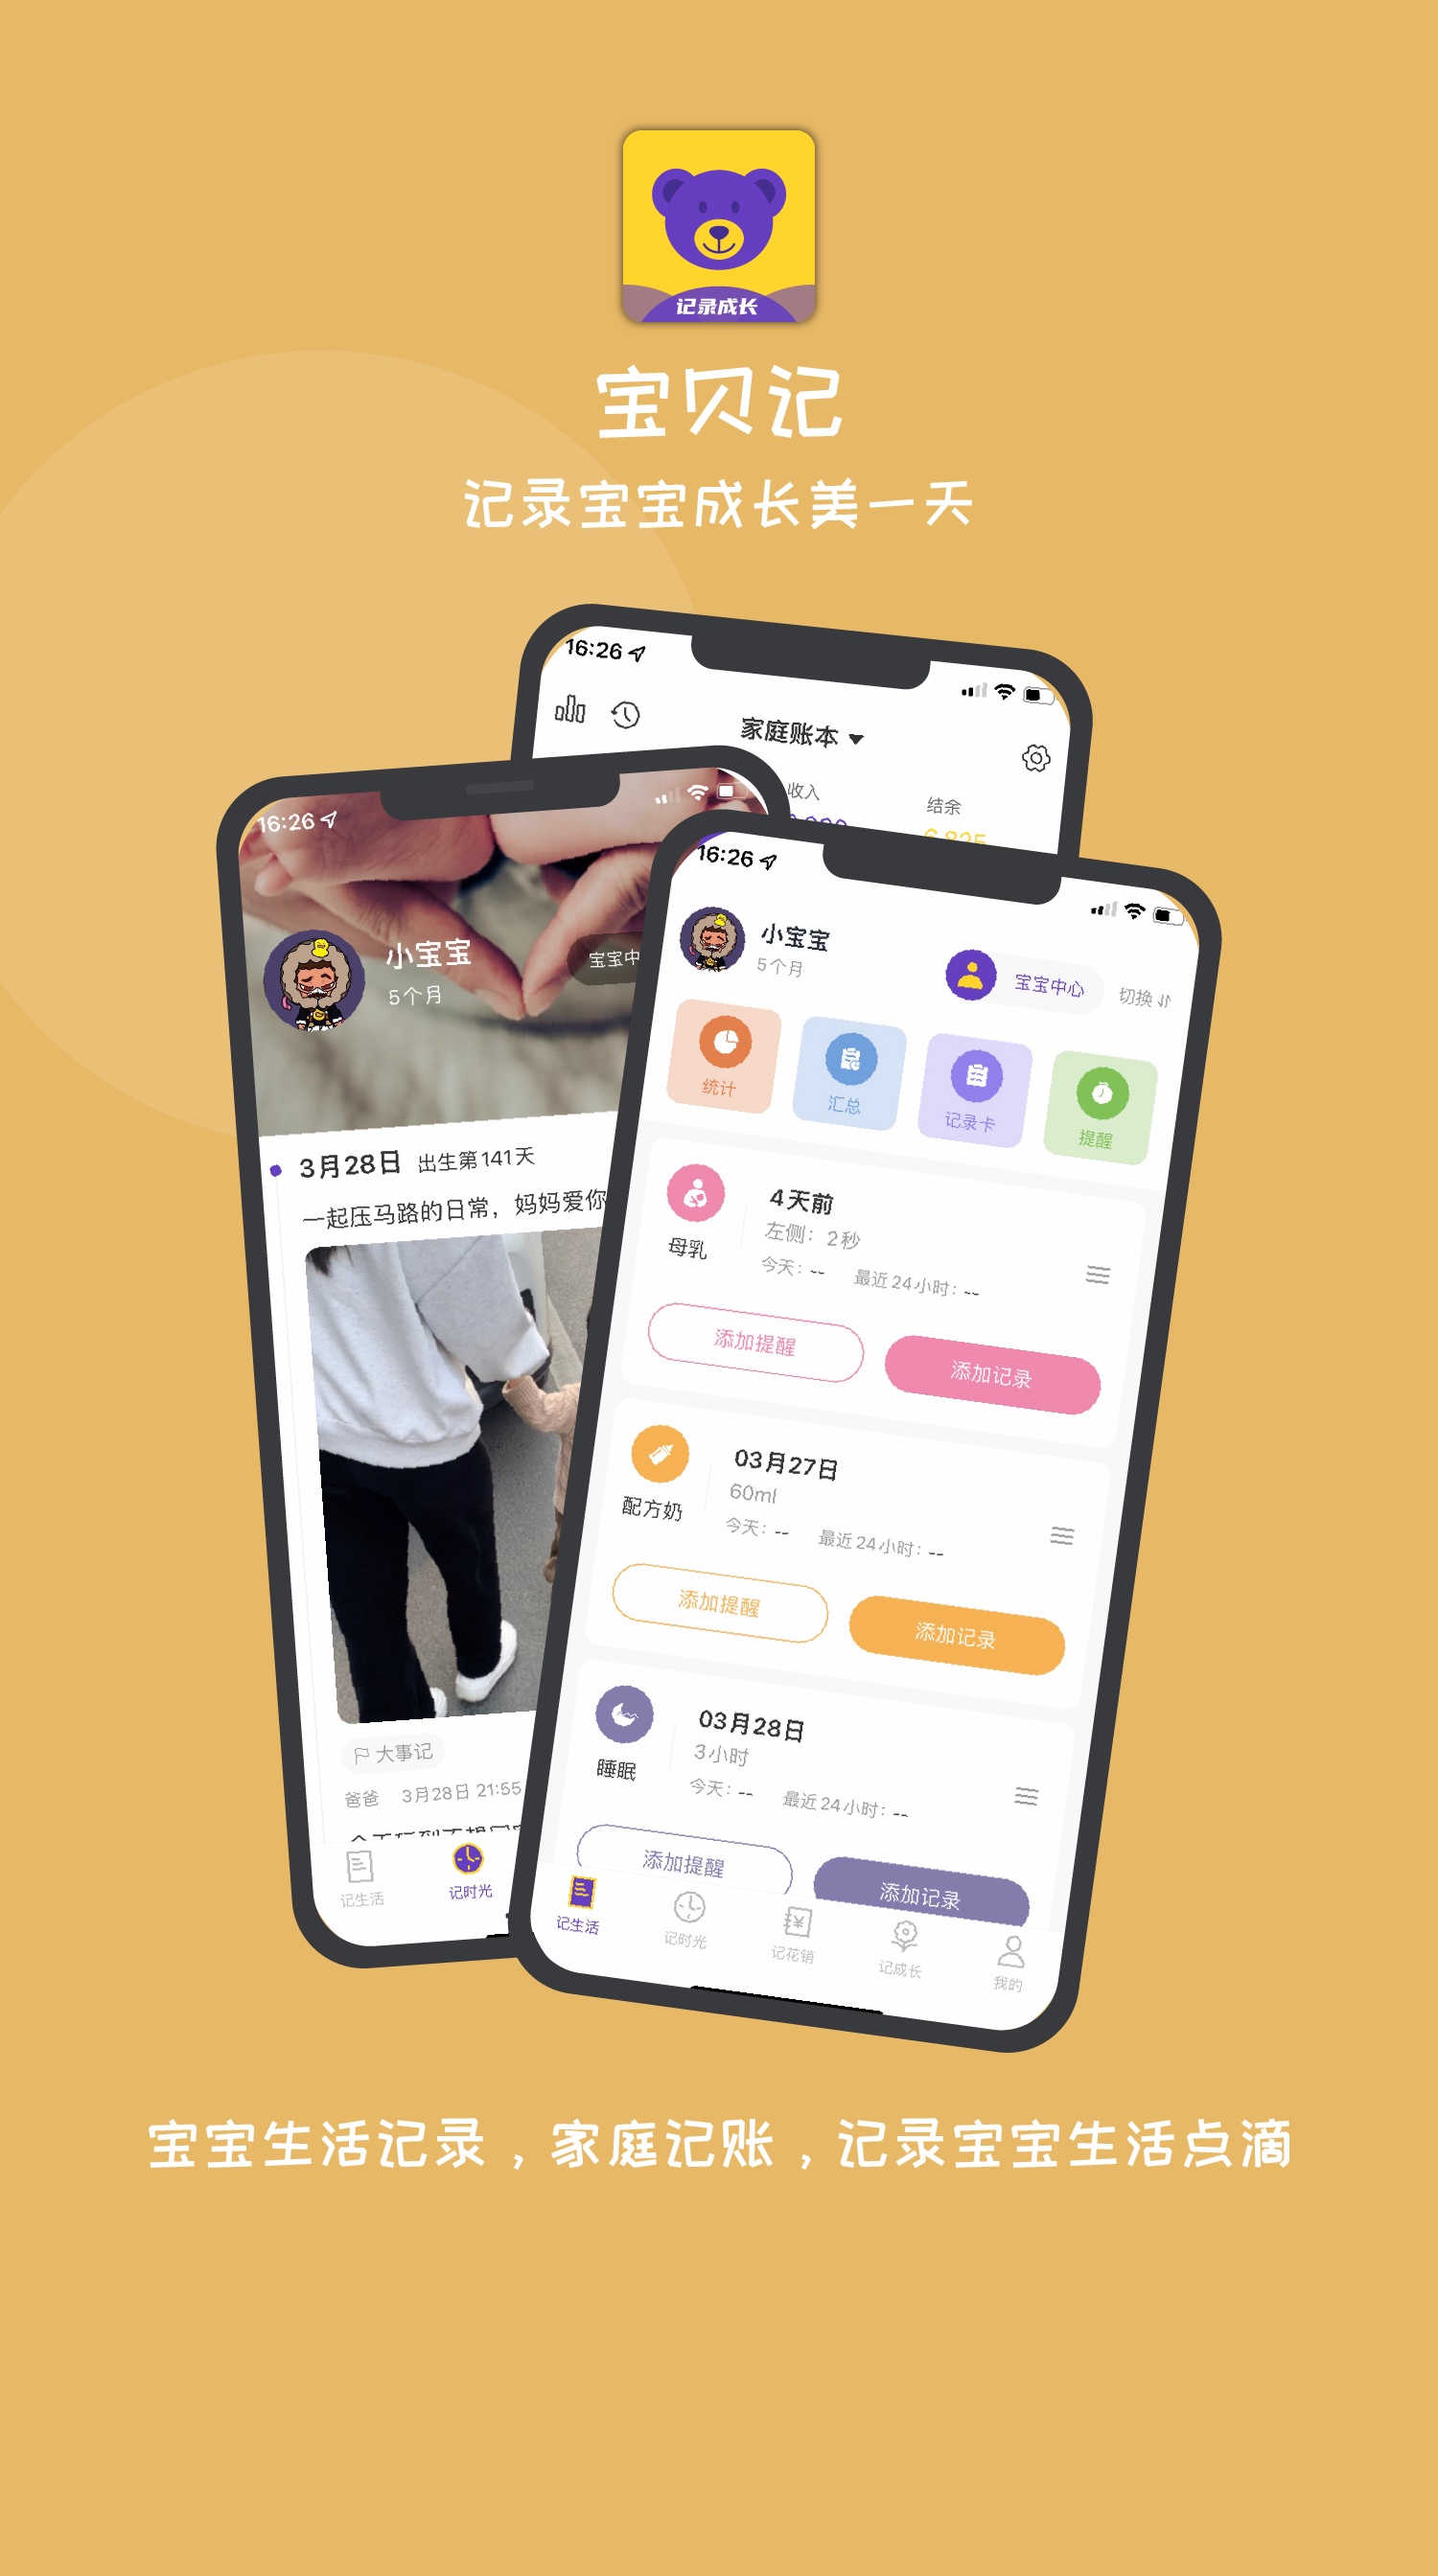 记录成长
宝贝记
记录宝宝成长美一天
16:26
家庭账本
收入
结余
6,825
16:26
小宝宝
5个月
宝宝中
3月28日 出生第141天
一起压马路的日常，妈妈爱你
大事记
爸爸 3月28日 21:55
记生活
记时光
16:26
小宝宝
5个月
宝宝中心
切换
统计
汇总
记录卡
提醒
母乳
4天前
左侧：2秒
今天：-- 最近24小时：--
添加提醒
添加记录
配方奶
03月27日
60ml
今天：-- 最近24小时：--
添加提醒
添加记录
睡眠
03月28日
3小时
今天：-- 最近24小时：--
添加提醒
添加记录
记生活
记时光
记花销
记成长
我的
宝宝生活记录，家庭记账，记录宝宝生活点滴